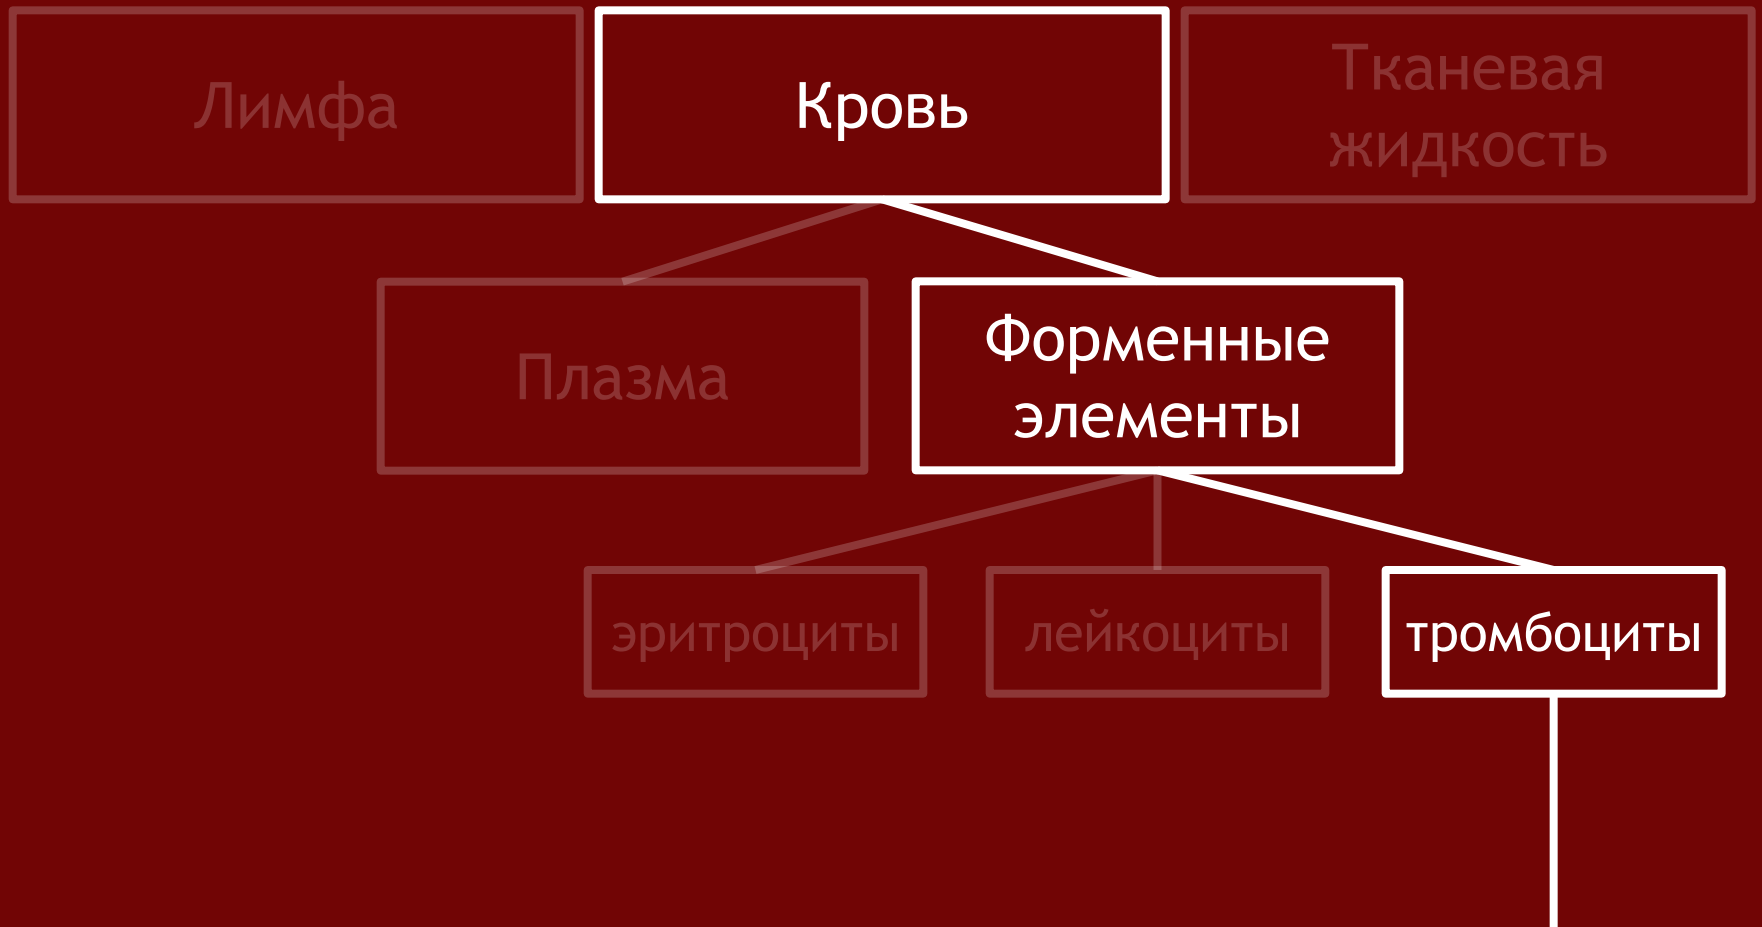 Лимфа
Кровь
Тканевая
жидкость
Плазма
Форменные
элементы
эритроциты
лейкоциты
тромбоциты